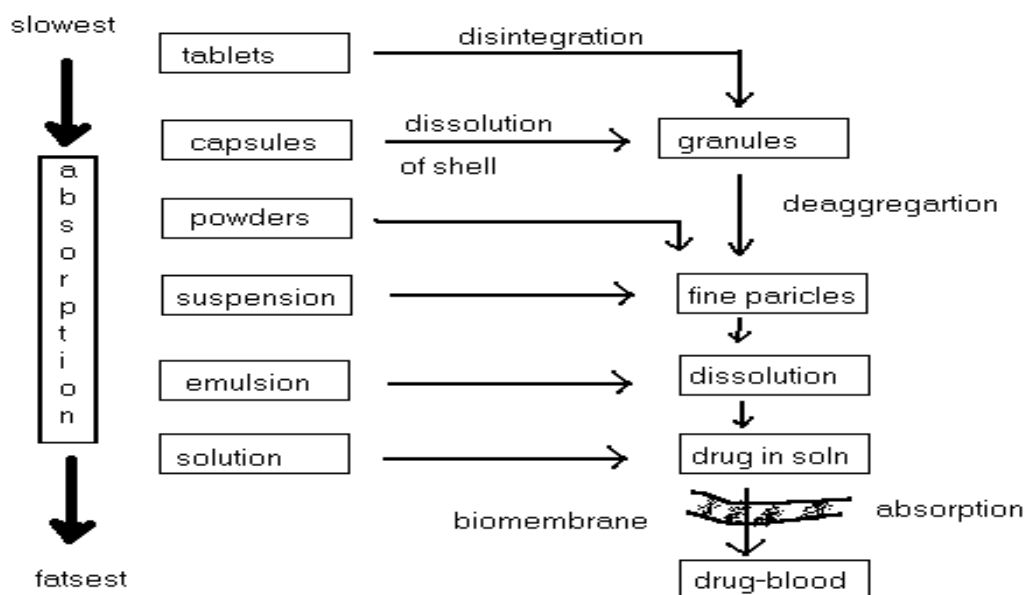 slowest
tablets
disintegration
capsules
dissolution
of shell
granules
absorption
powders
deaggregartion
suspension
fine paricles
emulsion
dissolution
solution
drug in soln
biomembrane
absorption
fatsest
drug-blood